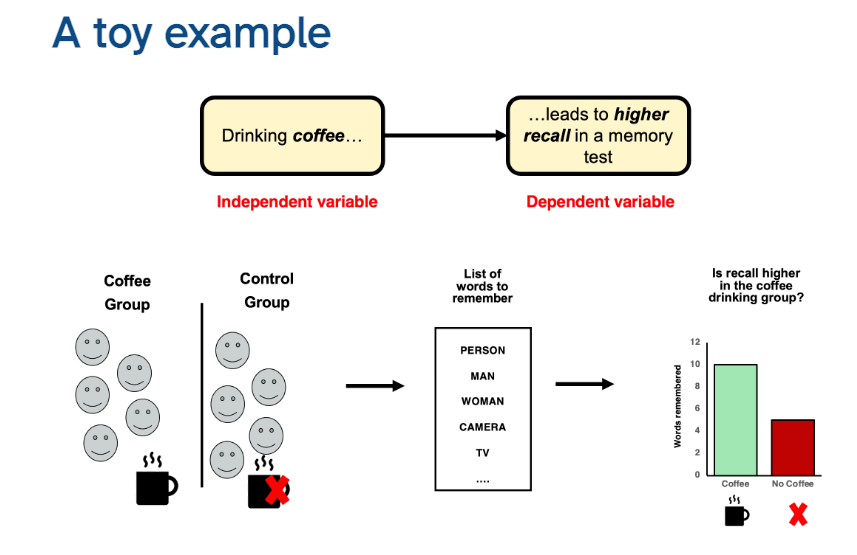 A toy example
Drinking coffee…
…leads to higher
recall in a memory
test
Independent variable
Dependent variable
Coffee
Group
Control
Group
List of
words to
remember
PERSON
MAN
WOMAN
CAMERA
TV
....
Is recall higher
in the coffee
drinking group?
Words remembered
12
10
8
6
4
2
0
Coffee
No Coffee